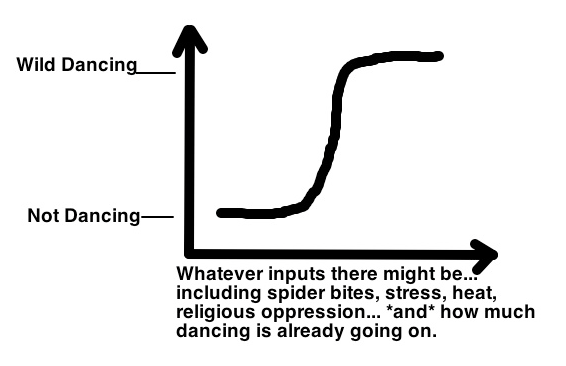 Wild Dancing
Not Dancing
Whatever inputs there might be...
including spider bites, stress, heat,
religious oppression... *and* how much
dancing is already going on.